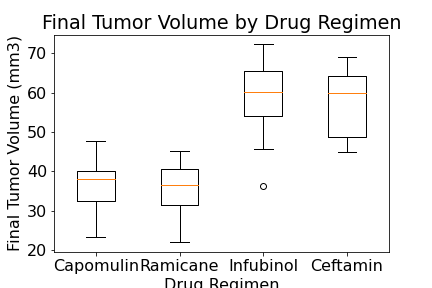 Final Tumor Volume by Drug Regimen
Final Tumor Volume (mm3)
70
60
50
40
30
20
Capomulin Ramicane Infubinol Ceftamin
Drug Regimen